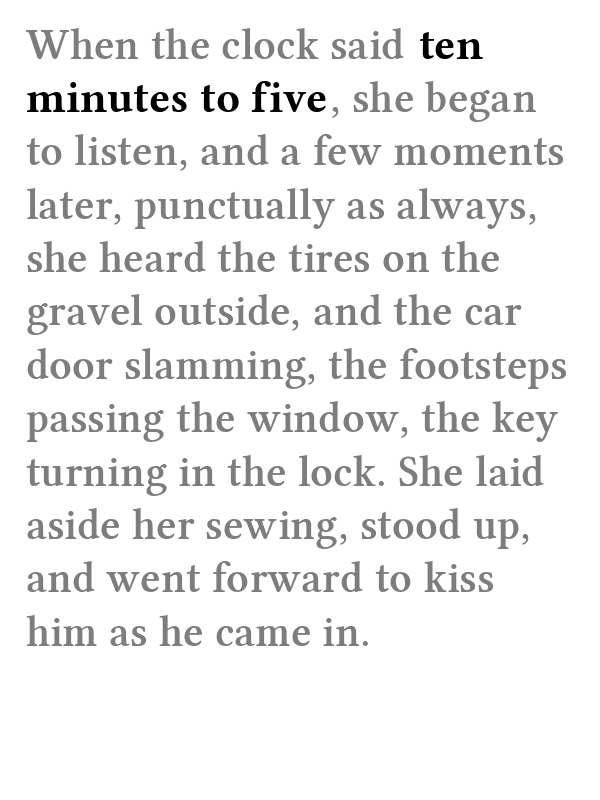 When the clock said ten
minutes to five, she began
to listen, and a few moments
later, punctually as always,
she heard the tires on the
gravel outside, and the car
door slamming, the footsteps
passing the window, the key
turning in the lock. She laid
aside her sewing, stood up,
and went forward to kiss
him as he came in.